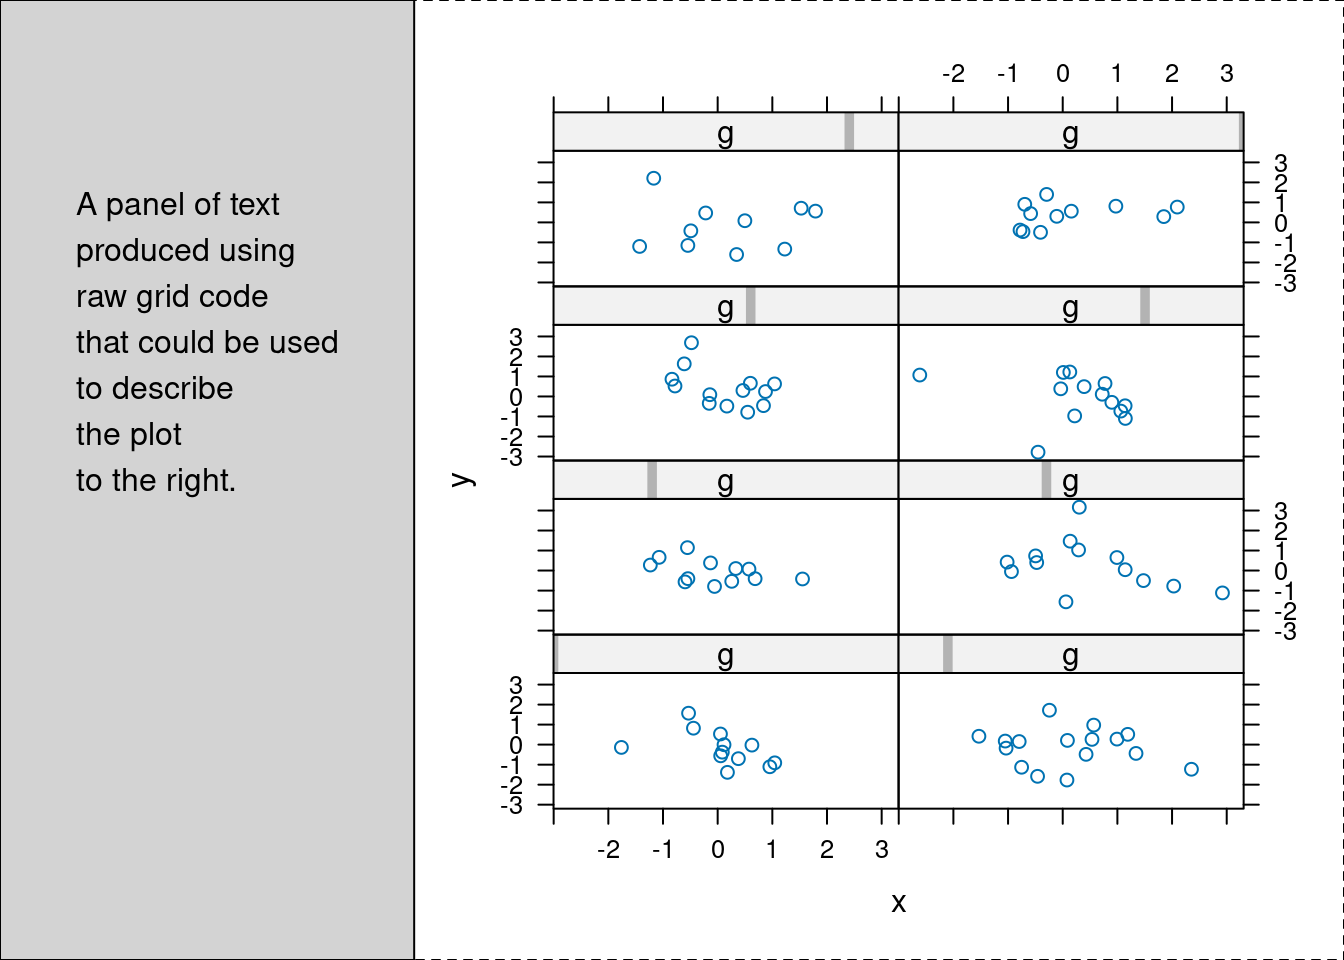 A panel of text
produced using
raw grid code
that could be used
to describe
the plot
to the right.
-2 -1 0 1 2 3
g g
3
2
1
0
-1
-2
-3
g g
3
2
1
0
-1
-2
-3
y
g g
3
2
1
0
-1
-2
-3
g g
3
2
1
0
-1
-2
-3
-2 -1 0 1 2 3
x